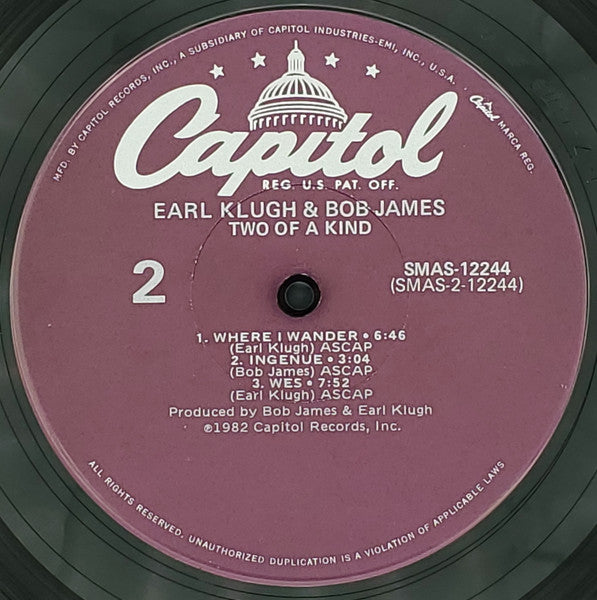 MFD. BY CAPITOL RECORDS, INC., A SUBSIDIARY OF CAPITOL INDUSTRIES-EMI, INC., U.S.A. • Capitol MARCA REG.
Capitol
REG. U.S. PAT. OFF.
EARL KLUGH & BOB JAMES
TWO OF A KIND
2
SMAS-12244
(SMAS-2-12244)
1. WHERE I WANDER • 6:46
(Earl Klugh) ASCAP
2. INGENUE • 3:04
(Bob James) ASCAP
3. WES • 7:52
(Earl Klugh) ASCAP
Produced by Bob James & Earl Klugh
℗1982 Capitol Records, Inc.
ALL RIGHTS RESERVED. UNAUTHORIZED DUPLICATION IS A VIOLATION OF APPLICABLE LAWS